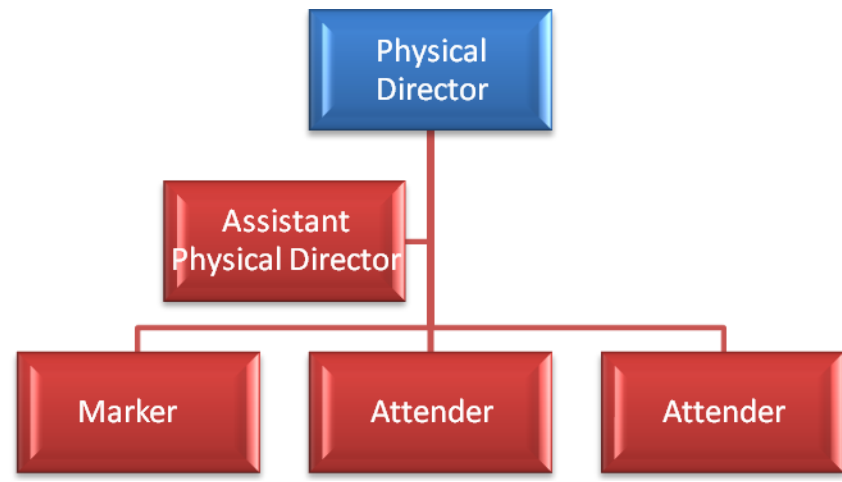 Physical
Director
Assistant
Physical Director
Marker
Attender
Attender